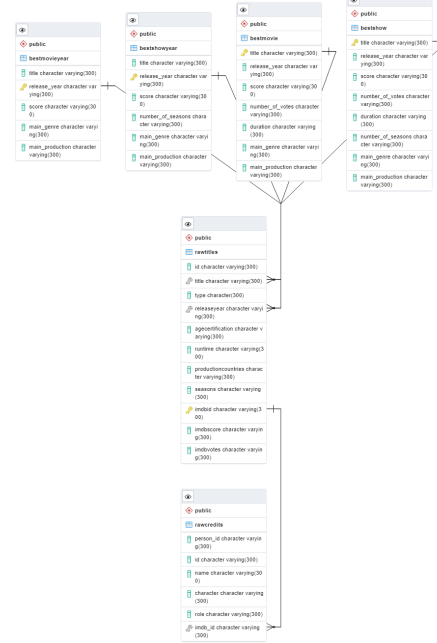 public
bestmovieyear
title character varying(300)
release_year character var
ying(300)
score character varying(30
0)
main_genre character varyi
ng(300)
main_production character
varying(300)
public
bestshowyear
title character varying(300)
release_year character var
ying(300)
score character varying(30
0)
number_of_seasons chara
cter varying(300)
main_genre character varyi
ng(300)
main_production character
varying(300)
public
bestmovie
title character varying(300)
release_year character var
ying(300)
score character varying(30
0)
number_of_votes character
varying(300)
duration character varying
(300)
main_genre character varyi
ng(300)
main_production character
varying(300)
public
bestshow
title character varying(300)
release_year character var
ying(300)
score character varying(30
0)
number_of_votes character
varying(300)
duration character varying
(300)
number_of_seasons chara
cter varying(300)
main_genre character varyi
ng(300)
main_production character
varying(300)
public
rawtitles
id character varying(300)
title character varying(300)
type character(300)
releaseyear character varyi
ng(300)
agecertification character v
arying(300)
runtime character varying(3
00)
productioncountries charac
ter varying(300)
seasons character varying
(300)
imdbid character varying(3
00)
imdbscore character varyin
g(300)
imdbvotes character varyin
g(300)
public
rawcredits
person_id character varyin
g(300)
id character varying(300)
name character varying(30
0)
character character varying
(300)
role character varying(300)
imdb_id character varying
(300)